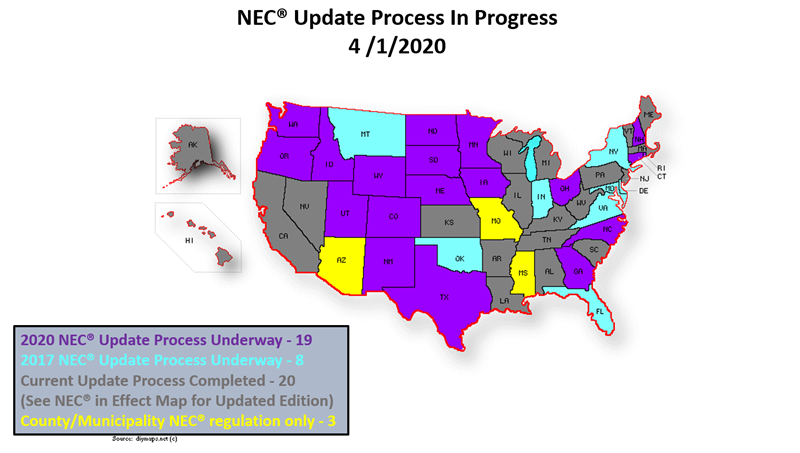 NEC® Update Process In Progress
4 /1/2020
WA
MT
ND
MN
ME
VT
NH
AK
OR
ID
SD
WI
MI
NY
MA
RI
CT
WY
IA
PA
NJ
NE
OH
MD
DE
NV
IL
IN
WV
VA
UT
CO
KS
MO
KY
HI
CA
NC
TN
AZ
NM
OK
AR
SC
MS
AL
GA
TX
LA
FL
2020 NEC® Update Process Underway - 19
2017 NEC® Update Process Underway - 8
Current Update Process Completed - 20
(See NEC® in Effect Map for Updated Edition)
County/Municipality NEC® regulation only - 3
Source: diymaps.net (c)